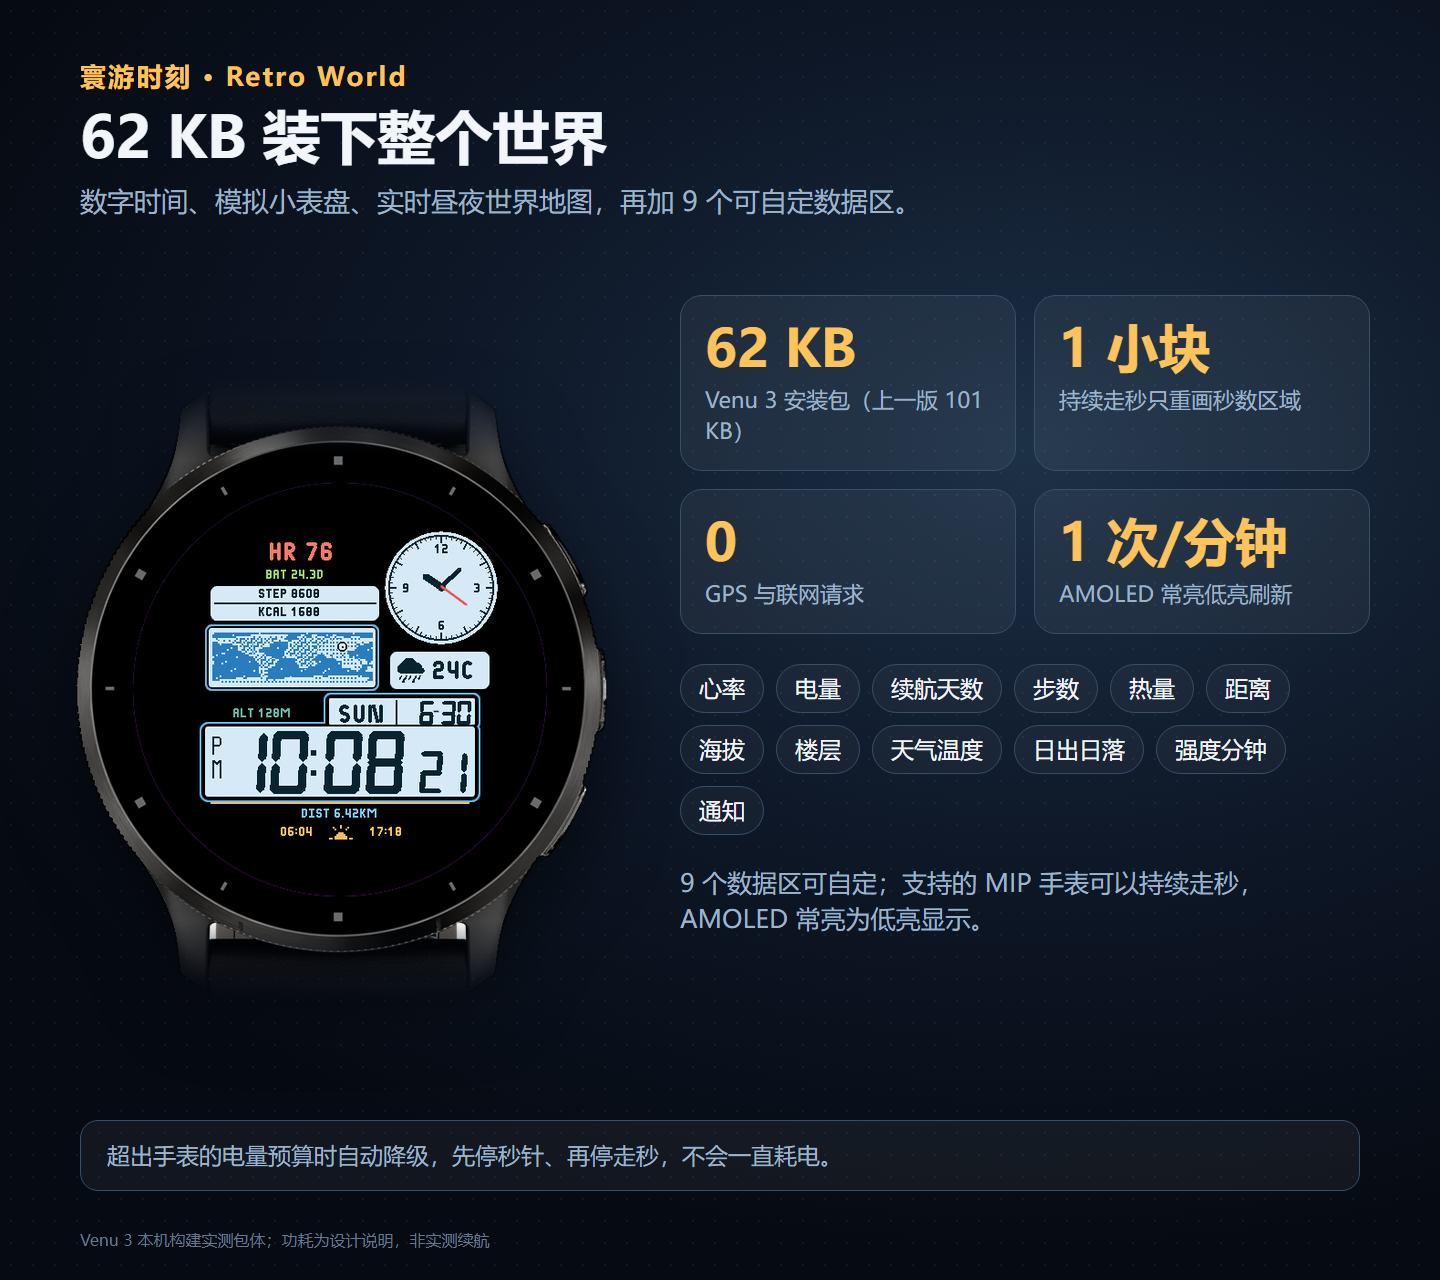 寰游时刻 • Retro World
62 KB 装下整个世界
数字时间、模拟小表盘、实时昼夜世界地图，再加 9 个可自定数据区。
HR 76
BAT 24.3D
STEP 8608
KCAL 1688
12
9
3
6
24C
ALT 128M
SUN 6-30
PM
10:08 21
DIST 6.42KM
06:04 17:18
62 KB
Venu 3 安装包（上一版 101
KB）
1 小块
持续走秒只重画秒数区域
0
GPS 与联网请求
1 次/分钟
AMOLED 常亮低亮刷新
心率 电量 续航天数 步数 热量 距离
海拔 楼层 天气温度 日出日落 强度分钟
通知
9 个数据区可自定；支持的 MIP 手表可以持续走秒，
AMOLED 常亮为低亮显示。
超出手表的电量预算时自动降级，先停秒针、再停走秒，不会一直耗电。
Venu 3 本机构建实测包体；功耗为设计说明，非实测续航